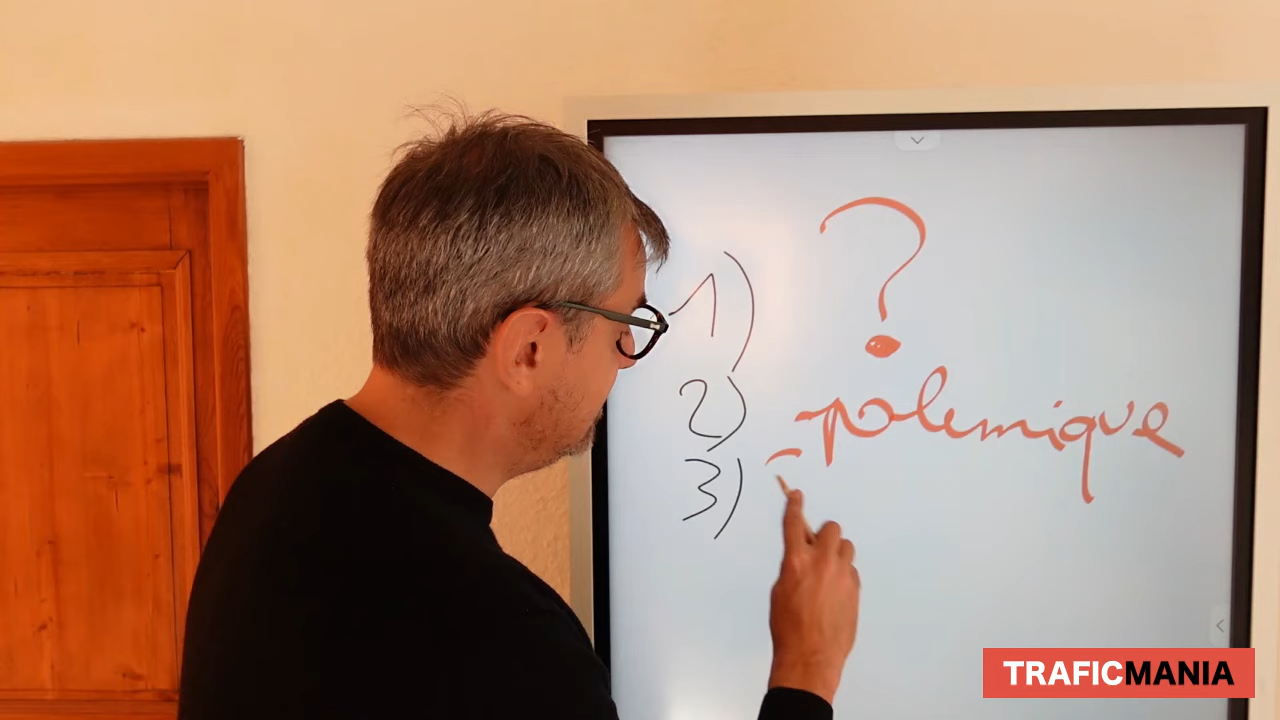 ?
1)
2)
- polemique
3) -
TRAFICMANIA